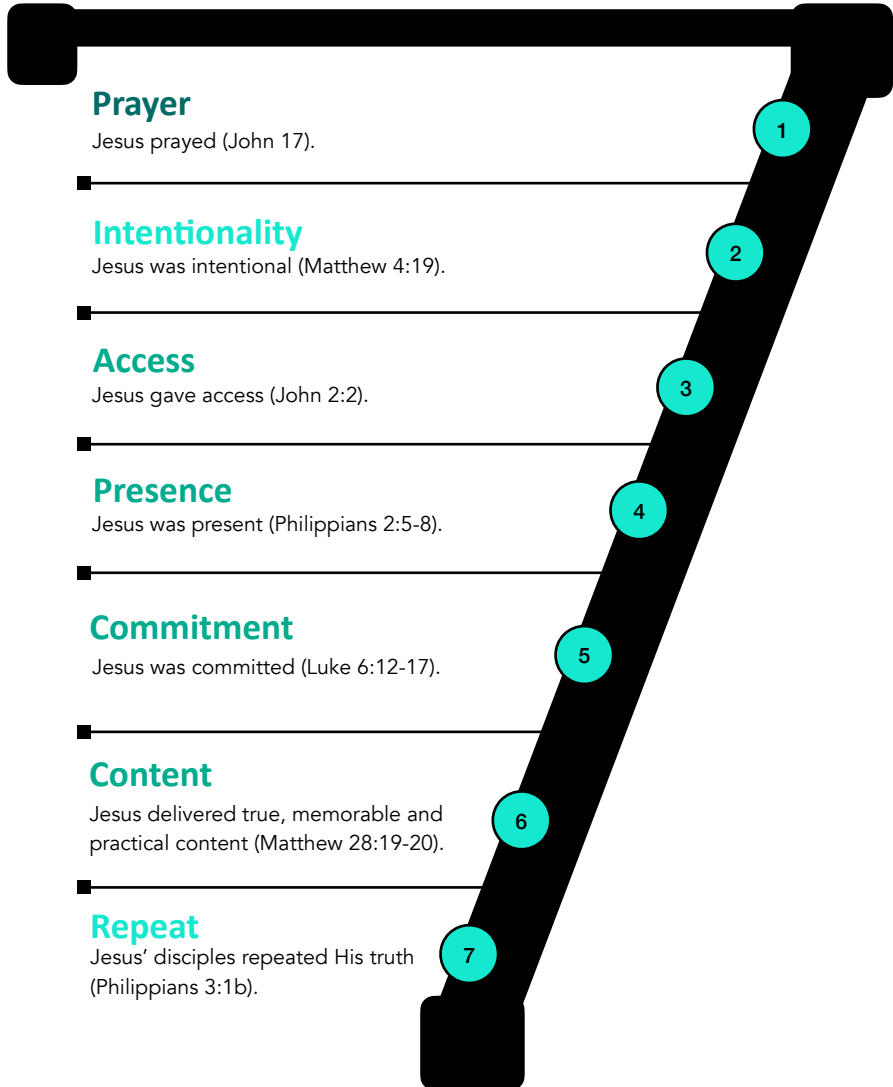 Prayer
Jesus prayed (John 17).
1
Intentionality
Jesus was intentional (Matthew 4:19).
2
Access
Jesus gave access (John 2:2).
3
Presence
Jesus was present (Philippians 2:5-8).
4
Commitment
Jesus was committed (Luke 6:12-17).
5
Content
Jesus delivered true, memorable and
practical content (Matthew 28:19-20).
6
Repeat
Jesus’ disciples repeated His truth
(Philippians 3:1b).
7